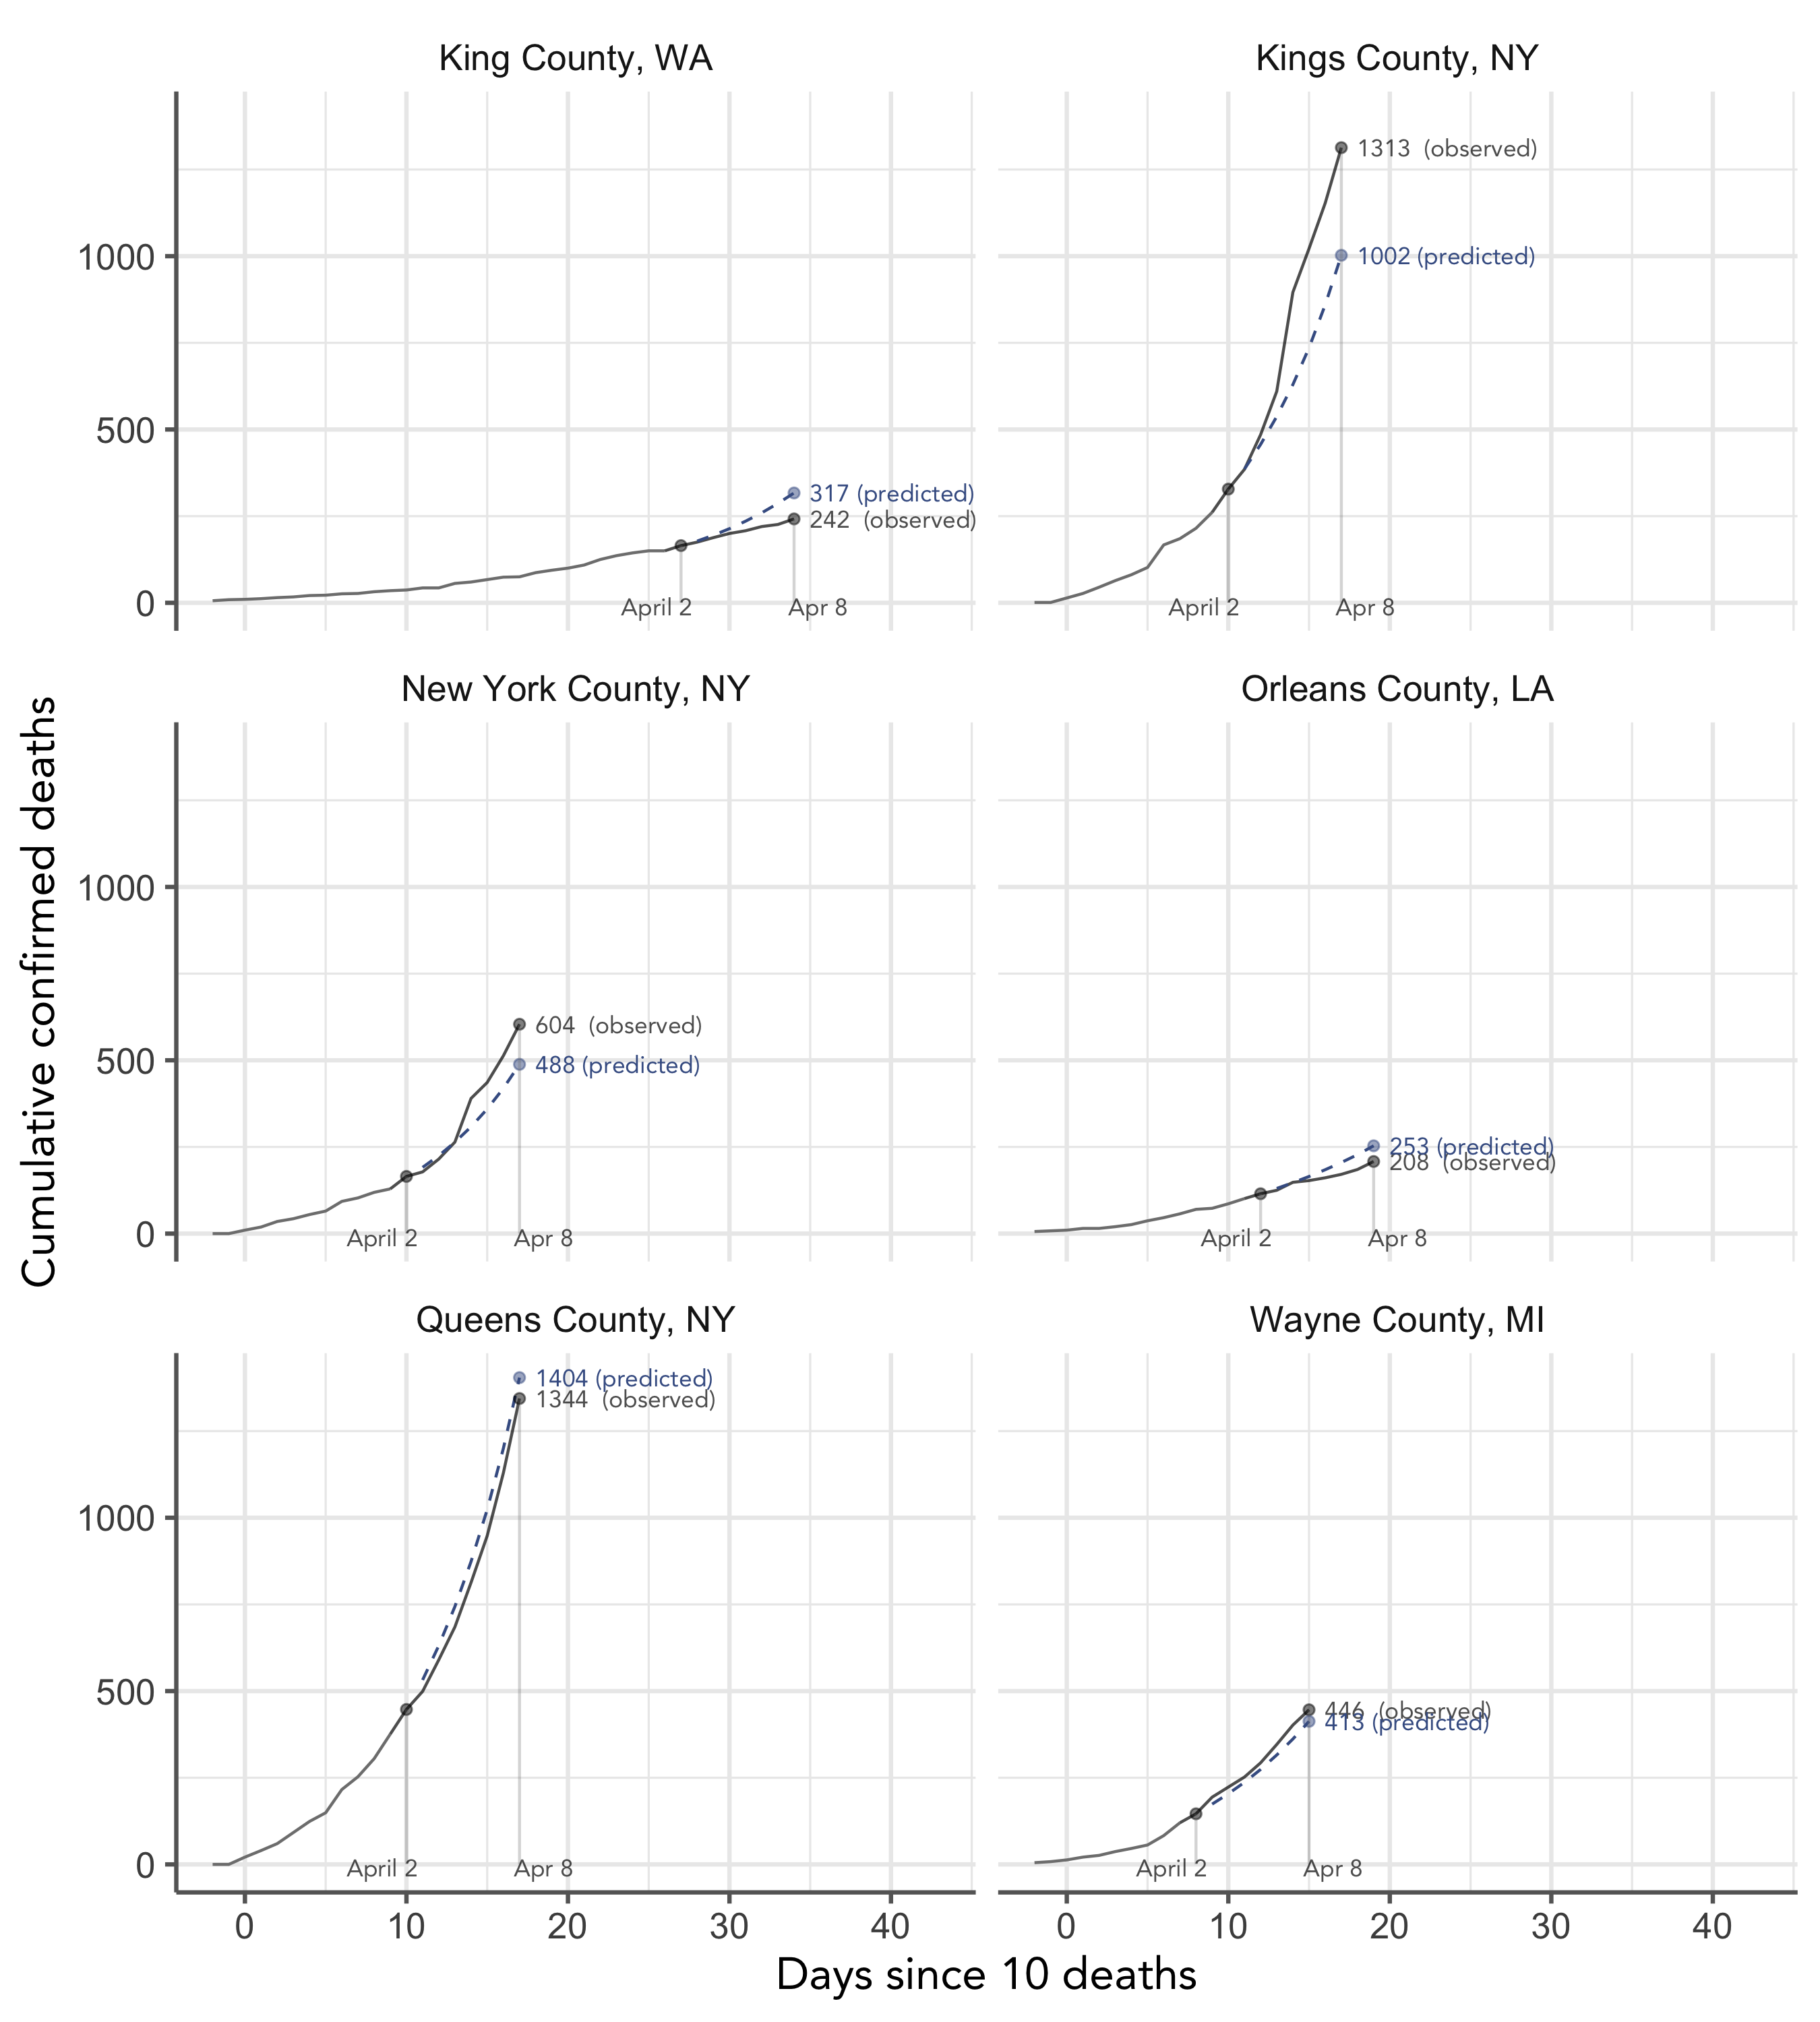 King County, WA
Kings County, NY
1313 (observed)
1002 (predicted)
1000
500
317 (predicted)
242 (observed)
0
April 2
Apr 8
April 2
Apr 8
New York County, NY
Orleans County, LA
1000
604 (observed)
500
488 (predicted)
253 (predicted)
208 (observed)
0
April 2
Apr 8
April 2
Apr 8
Cumulative confirmed deaths
Queens County, NY
Wayne County, MI
1404 (predicted)
1344 (observed)
1000
500
446 (observed)
413 (predicted)
0
April 2
Apr 8
April 2
Apr 8
0 10 20 30 40
0 10 20 30 40
Days since 10 deaths